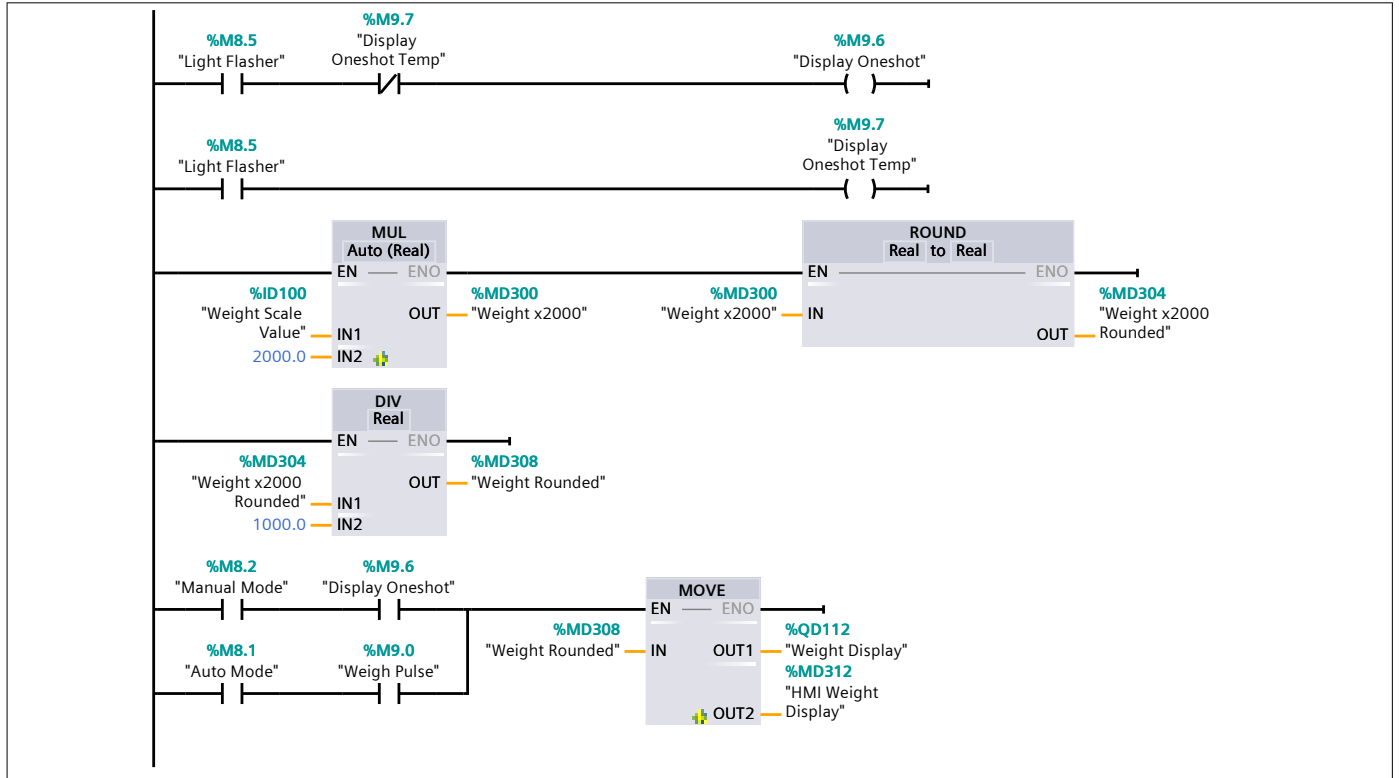 %M8.5
"Light Flasher"
%M9.7
"Display
Oneshot Temp"
%M9.6
"Display Oneshot"
%M8.5
"Light Flasher"
%M9.7
"Display
Oneshot Temp"
MUL
Auto (Real)
EN ENO
%ID100
"Weight Scale
Value"
IN1
2000.0
IN2
OUT
%MD300
"Weight x2000"
ROUND
Real to Real
EN ENO
%MD300
"Weight x2000"
IN
OUT
%MD304
"Weight x2000
Rounded"
DIV
Real
EN ENO
%MD304
"Weight x2000
Rounded"
IN1
1000.0
IN2
OUT
%MD308
"Weight Rounded"
%M8.2
"Manual Mode"
%M9.6
"Display Oneshot"
%M8.1
"Auto Mode"
%M9.0
"Weigh Pulse"
MOVE
EN ENO
%MD308
"Weight Rounded"
IN
OUT1
%QD112
"Weight Display"
OUT2
%MD312
"HMI Weight
Display"